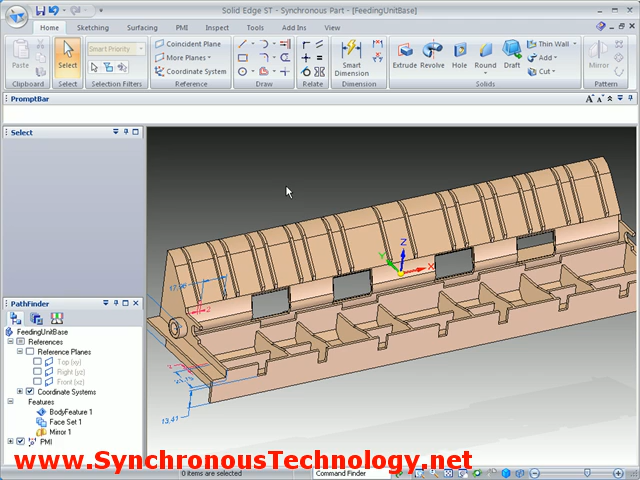 Solid Edge ST - Synchronous Part - [FeedingUnitBase]
Home Sketching Surfacing PMI Inspect Tools Add Ins View
Paste
Clipboard
Select
Select
Smart Priority
Selection Filters
Coincident Plane
More Planes
Coordinate System
Reference
Draw
Smart Dimension
Dimension
Extrude Revolve Hole Round Draft
Thin Wall
Add
Cut
Solids
Mirror
Pattern
PromptBar
Select
PathFinder
FeedingUnitBase
References
Reference Planes
Top (xy)
Right (yz)
Front (xz)
Coordinate Systems
Features
BodyFeature 1
Face Set 1
Mirror 1
PMI
Z
Y
X
13,41
0 items are selected
Command Finder
www.SynchronousTechnology.net